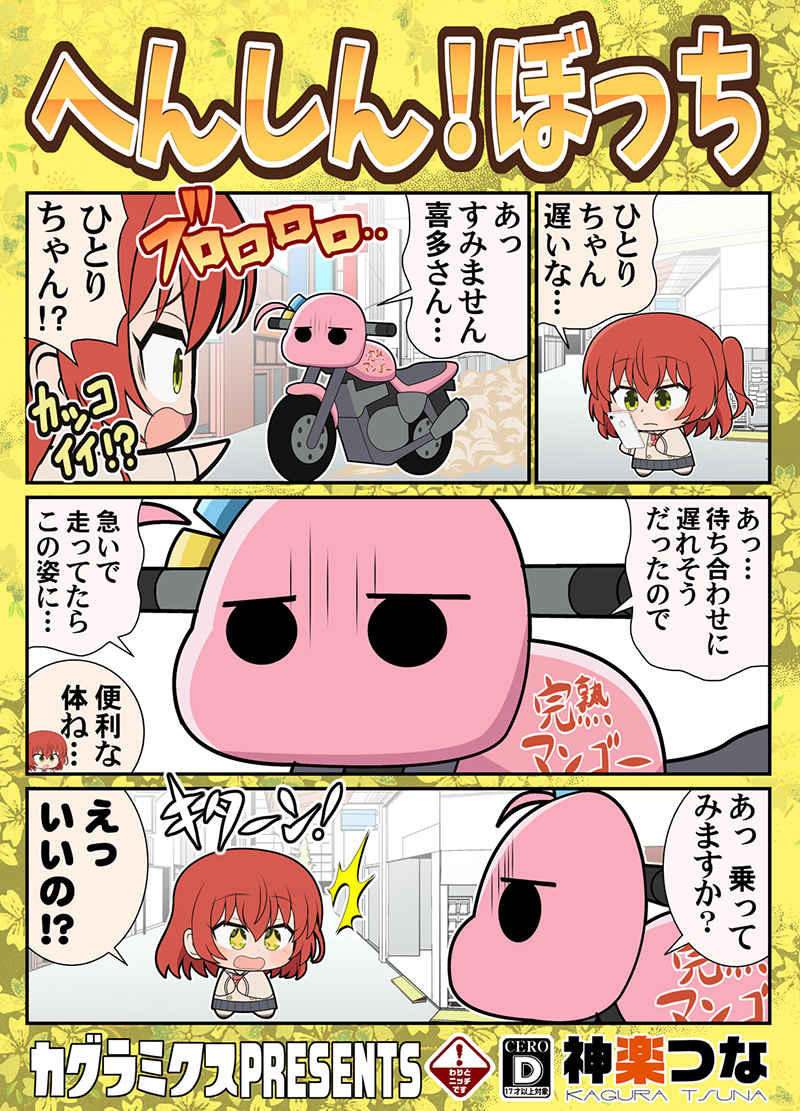 へんしん！ぼっち
ひとり
ちゃん
遅いな…
あっ
すみません
喜多さん…
ブロロロロ‥
完熟
マンゴー
ひとり
ちゃん!?
カッコ
イイ!?
あっ…
待ち合わせに
遅れそう
だったので
完熟
マンゴー
急いで
走ってたら
この姿に…
便利な
体ね…
あっ 乗って
みますか？
完熟
マンゴー
キターン！
えっ
いいの!?
カグラミクスPRESENTS
!
わりと
ニッチ
です
CERO
D
17才以上対象
神楽つな
KAGURA TSUNA